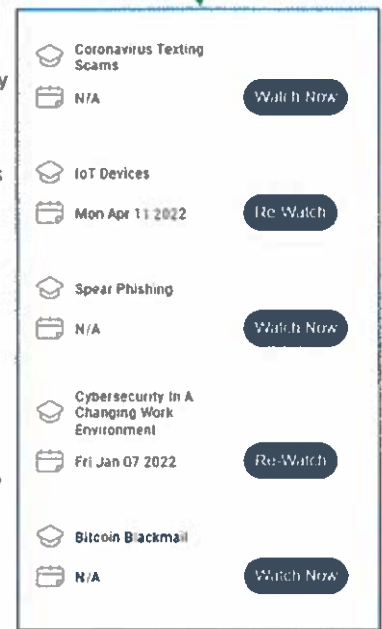 Coronavirus Texting
Scams
N/A
Watch Now
IoT Devices
Mon Apr 11 2022
Re-Watch
Spear Phishing
N/A
Watch Now
Cybersecurity In A
Changing Work
Environment
Fri Jan 07 2022
Re-Watch
Bitcoin Blackmail
N/A
Watch Now